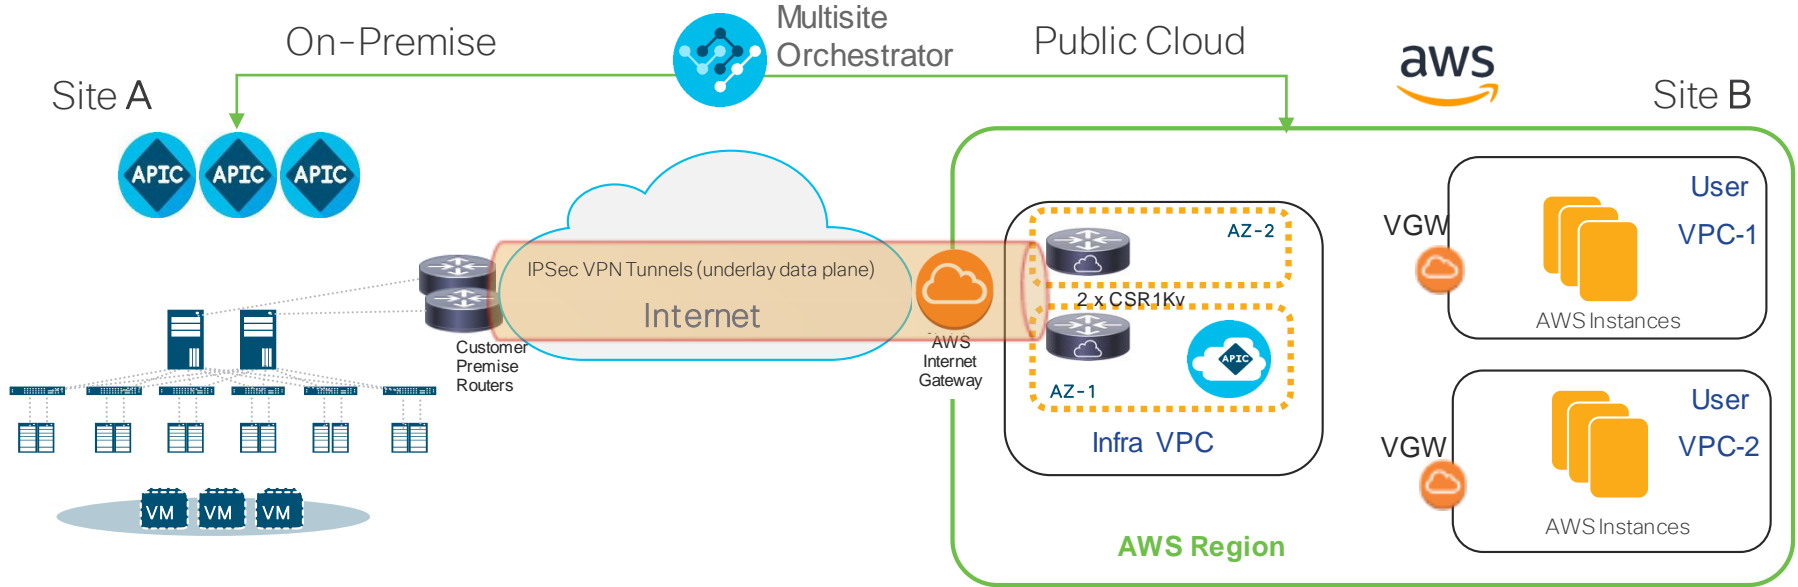 Multisite
Orchestrator
On-Premise
Public Cloud
aws
Site A
Site B
APIC
APIC
APIC
User
VPC-1
VGW
AWS Instances
AZ-2
IPSec VPN Tunnels (underlay data plane)
Internet
2 x CSR1Kv
Customer
Premise
Routers
AWS
Internet
Gateway
APIC
AZ-1
Infra VPC
User
VPC-2
VGW
AWS Instances
VM
VM
VM
AWS Region